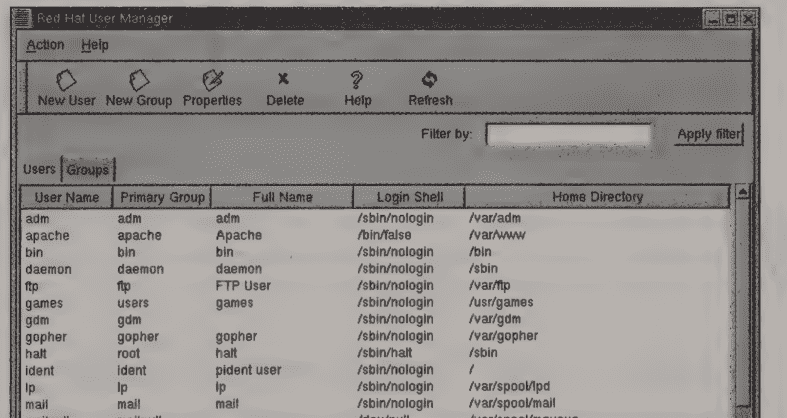 Red Hat User Manager
Action Help
New User New Group Properties Delete Help Refresh
Filter by: Apply filter
Users Groups
User Name Primary Group Full Name Login Shell Home Directory
adm adm adm /sbin/nologin /var/adm
apache apache Apache /bin/false /var/www
bin bin bin /sbin/nologin /bin
daemon daemon daemon /sbin/nologin /sbin
ftp ftp FTP User /sbin/nologin /var/ftp
games users games /sbin/nologin /usr/games
gdm gdm /sbin/nologin /var/gdm
gopher gopher gopher /sbin/nologin /var/gopher
halt root halt /sbin/halt /sbin
ident ident pident user /sbin/nologin /
lp lp lp /sbin/nologin /var/spool/lpd
mail mail mail /sbin/nologin /var/spool/mail